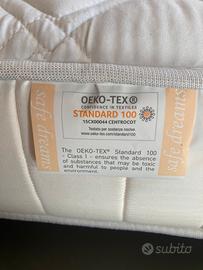 OEKO-TEX®
CONFIDENCE IN TEXTILES
STANDARD 100
15CX00044 CENTROCOT
Testato per sostanze nocive.
www.oeko-tex.com/standard100
The OEKO-TEX® Standard 100
- Class I - ensures the absence
of substances that may be toxic
and harmful to people and the
environment.
safe dreams
safe dreams
subito